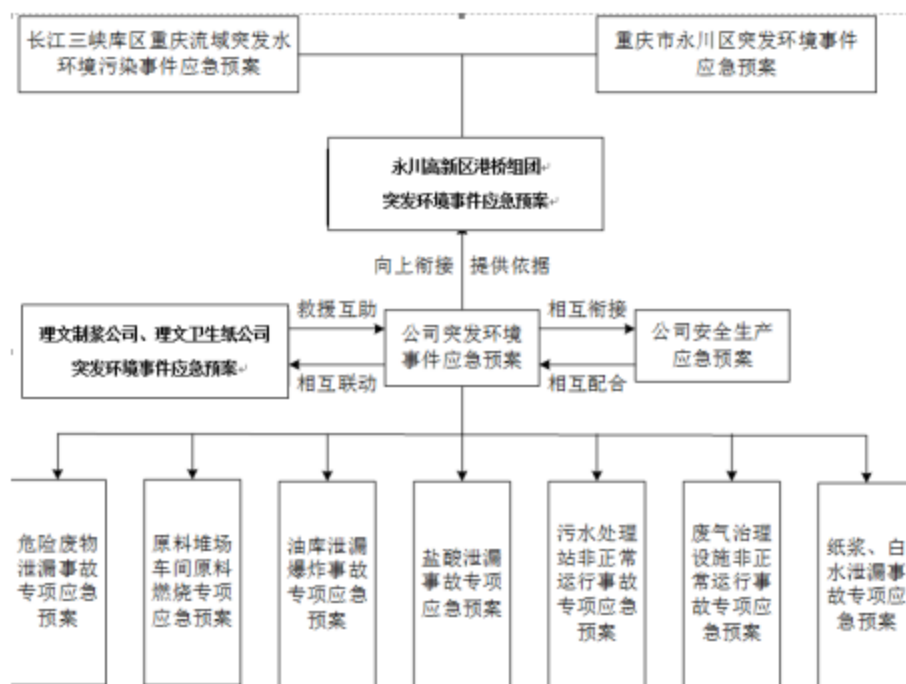 长江三峡库区重庆流域突发水
环境污染事件应急预案
重庆市永川区突发环境事件
应急预案
永川高新区港桥组团
突发环境事件应急预案
向上衔接
提供依据
理文制浆公司、理文卫生纸公司
突发环境事件应急预案
救援互助
相互联动
公司突发环境
事件应急预案
相互衔接
相互配合
公司安全生产
应急预案
危险废物
泄漏事故
专项应急
预案
原料堆场
车间原料
燃烧专项
应急预案
油库泄漏
爆炸事故
专项应急
预案
盐酸泄漏
事故专项
应急预案
污水处理
站非正常
运行事故
专项应急
预案
废气治理
设施非正
常运行事
故专项应
急预案
纸浆、白
水泄漏事
故专项应
急预案